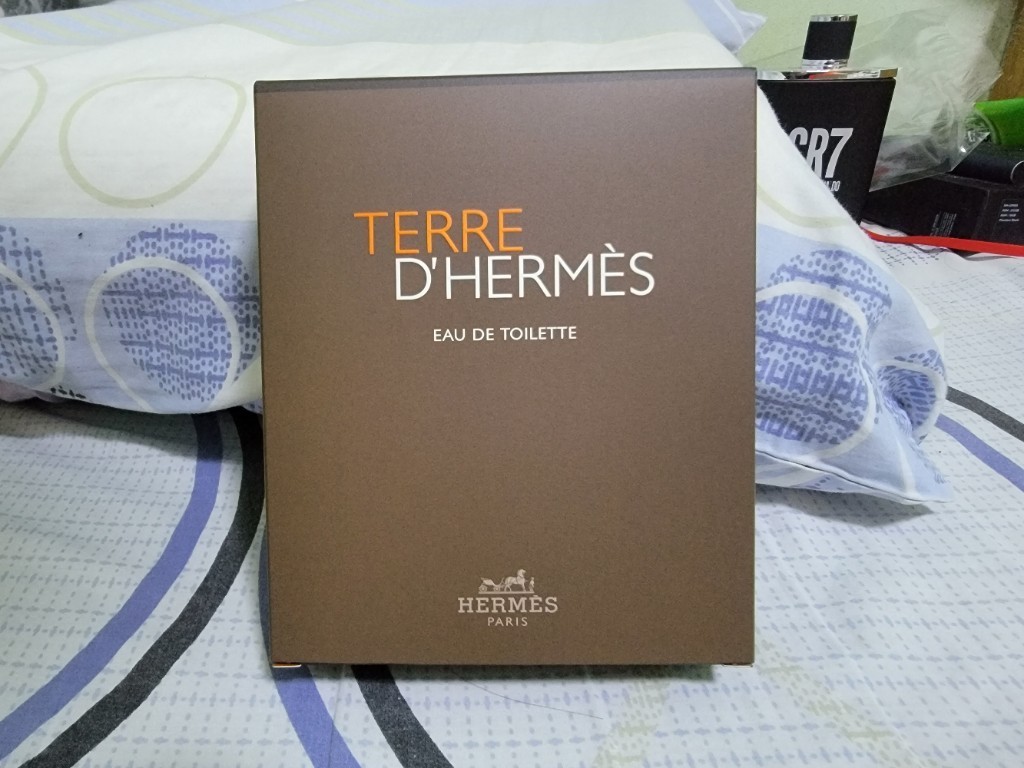 TERRE
D'HERMÈS
EAU DE TOILETTE
HERMÈS
PARIS
CR7